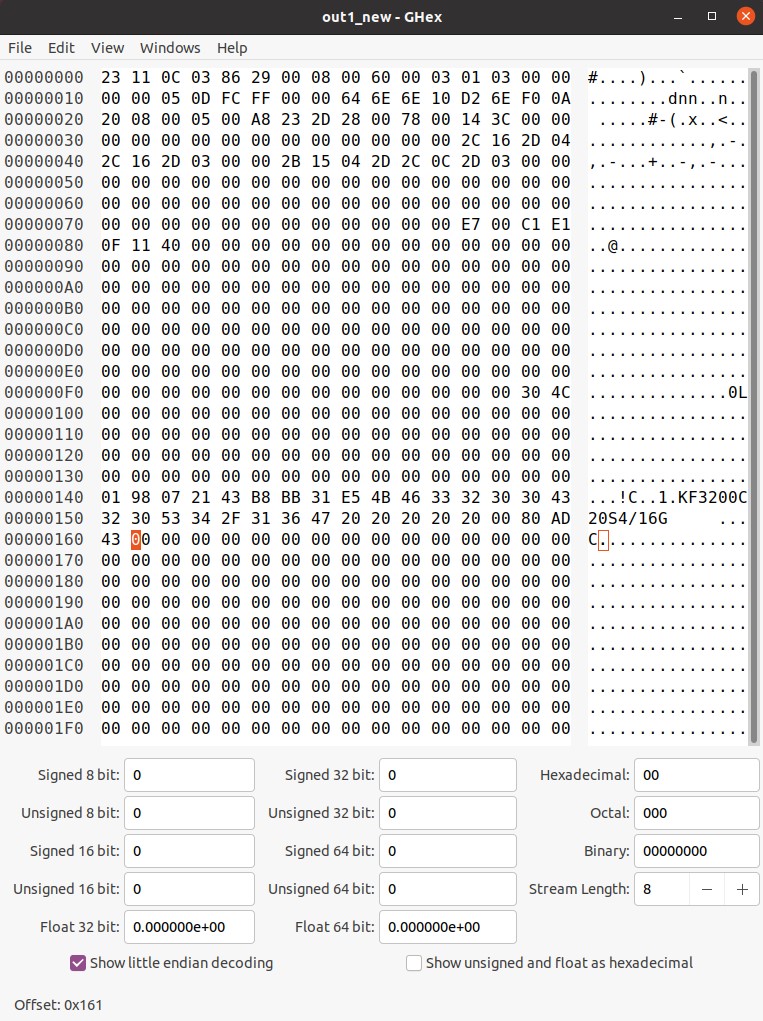 out1_new - GHex
File Edit View Windows Help
00000000 23 11 0C 03 86 29 00 08 00 60 00 03 01 03 00 00 #....)...`......
00000010 00 00 05 0D FC FF 00 00 64 6E 6E 10 D2 6E F0 0A ........dnn..n..
00000020 20 08 00 05 00 A8 23 2D 28 00 78 00 14 3C 00 00  .....#-(.x..<..
00000030 00 00 00 00 00 00 00 00 00 00 00 00 2C 16 2D 04 ............,.-.
00000040 2C 16 2D 03 00 00 2B 15 04 2D 2C 0C 2D 03 00 00 ,.-...+..-,.-...
00000050 00 00 00 00 00 00 00 00 00 00 00 00 00 00 00 00 ................
00000060 00 00 00 00 00 00 00 00 00 00 00 00 00 00 00 00 ................
00000070 00 00 00 00 00 00 00 00 00 00 00 00 E7 00 C1 E1 ................
00000080 0F 11 40 00 00 00 00 00 00 00 00 00 00 00 00 00 ..@.............
00000090 00 00 00 00 00 00 00 00 00 00 00 00 00 00 00 00 ................
000000A0 00 00 00 00 00 00 00 00 00 00 00 00 00 00 00 00 ................
000000B0 00 00 00 00 00 00 00 00 00 00 00 00 00 00 00 00 ................
000000C0 00 00 00 00 00 00 00 00 00 00 00 00 00 00 00 00 ................
000000D0 00 00 00 00 00 00 00 00 00 00 00 00 00 00 00 00 ................
000000E0 00 00 00 00 00 00 00 00 00 00 00 00 00 00 00 00 ................
000000F0 00 00 00 00 00 00 00 00 00 00 00 00 00 00 30 4C ..............0L
00000100 00 00 00 00 00 00 00 00 00 00 00 00 00 00 00 00 ................
00000110 00 00 00 00 00 00 00 00 00 00 00 00 00 00 00 00 ................
00000120 00 00 00 00 00 00 00 00 00 00 00 00 00 00 00 00 ................
00000130 00 00 00 00 00 00 00 00 00 00 00 00 00 00 00 00 ................
00000140 01 98 07 21 43 B8 BB 31 E5 4B 46 33 32 30 30 43 ...!C..1.KF3200C
00000150 32 30 53 34 2F 31 36 47 20 20 20 20 20 00 80 AD 20S4/16G     ...
00000160 43 00 00 00 00 00 00 00 00 00 00 00 00 00 00 00 C...............
00000170 00 00 00 00 00 00 00 00 00 00 00 00 00 00 00 00 ................
00000180 00 00 00 00 00 00 00 00 00 00 00 00 00 00 00 00 ................
00000190 00 00 00 00 00 00 00 00 00 00 00 00 00 00 00 00 ................
000001A0 00 00 00 00 00 00 00 00 00 00 00 00 00 00 00 00 ................
000001B0 00 00 00 00 00 00 00 00 00 00 00 00 00 00 00 00 ................
000001C0 00 00 00 00 00 00 00 00 00 00 00 00 00 00 00 00 ................
000001D0 00 00 00 00 00 00 00 00 00 00 00 00 00 00 00 00 ................
000001E0 00 00 00 00 00 00 00 00 00 00 00 00 00 00 00 00 ................
000001F0 00 00 00 00 00 00 00 00 00 00 00 00 00 00 00 00 ................
Signed 8 bit: 0 Signed 32 bit: 0 Hexadecimal: 00
Unsigned 8 bit: 0 Unsigned 32 bit: 0 Octal: 000
Signed 16 bit: 0 Signed 64 bit: 0 Binary: 00000000
Unsigned 16 bit: 0 Unsigned 64 bit: 0 Stream Length: 8 − +
Float 32 bit: 0.000000e+00 Float 64 bit: 0.000000e+00
Show little endian decoding Show unsigned and float as hexadecimal
Offset: 0x161